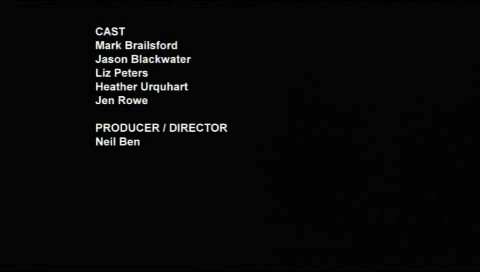 CAST
Mark Brailsford
Jason Blackwater
Liz Peters
Heather Urquhart
Jen Rowe
PRODUCER / DIRECTOR
Neil Ben